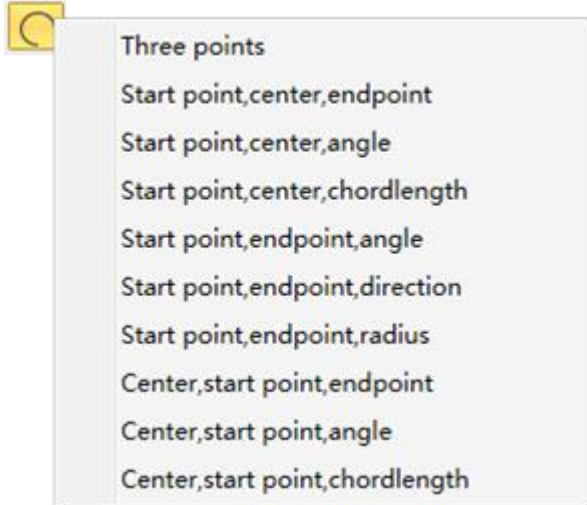 Three points
Start point,center,endpoint
Start point,center,angle
Start point,center,chordlength
Start point,endpoint,angle
Start point,endpoint,direction
Start point,endpoint,radius
Center,start point,endpoint
Center,start point,angle
Center,start point,chordlength